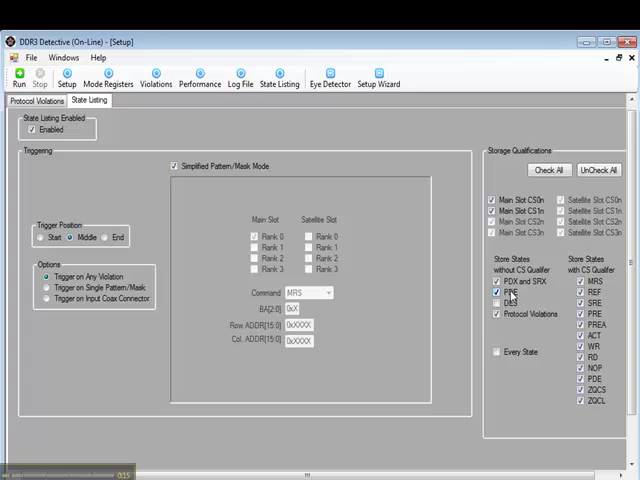 DDR3 Detective (On-Line) - [Setup]
File Windows Help
Run Stop Setup Mode Registers Violations Performance Log File State Listing Eye Detector Setup Wizard
Protocol Violations State Listing
State Listing Enabled
Enabled
Triggering
Simplified Pattern/Mask Mode
Main Slot Satellite Slot
Rank 0 Rank 0
Rank 1 Rank 1
Rank 2 Rank 2
Rank 3 Rank 3
Command MRS
BA[2:0] 0xX
Row ADDR[15:0] 0xXXXX
Col. ADDR[15:0] 0xXXXX
Trigger Position
Start Middle End
Options
Trigger on Any Violation
Trigger on Single Pattern/Mask
Trigger on Input Coax Connector
Storage Qualifications
Check All UnCheck All
Main Slot CS0n Satellite Slot CS0n
Main Slot CS1n Satellite Slot CS1n
Main Slot CS2n Satellite Slot CS2n
Main Slot CS3n Satellite Slot CS3n
Store States
without CS Qualifer
PDX and SRX
DES
Protocol Violations
Every State
Store States
with CS Qualifer
MRS
REF
SRE
PRE
PREA
ACT
WR
RD
NOP
PDE
ZQCS
ZQCL
0:15